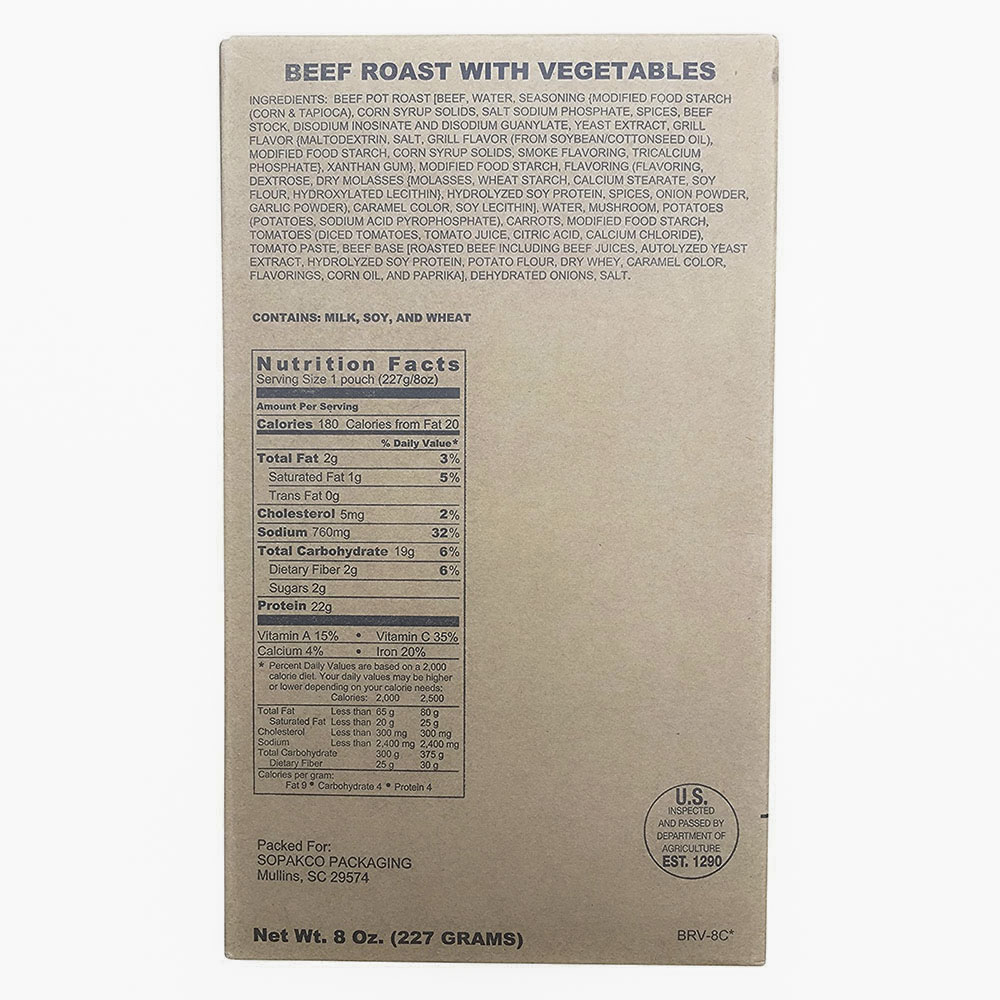 BEEF ROAST WITH VEGETABLES
INGREDIENTS: BEEF POT ROAST [BEEF, WATER, SEASONING {MODIFIED FOOD STARCH
(CORN & TAPIOCA), CORN SYRUP SOLIDS, SALT SODIUM PHOSPHATE, SPICES, BEEF
STOCK, DISODIUM INOSINATE AND DISODIUM GUANYLATE, YEAST EXTRACT, GRILL
FLAVOR {MALTODEXTRIN, SALT, GRILL FLAVOR (FROM SOYBEAN/COTTONSEED OIL),
MODIFIED FOOD STARCH, CORN SYRUP SOLIDS, SMOKE FLAVORING, TRICALCIUM
PHOSPHATE}, XANTHAN GUM}, MODIFIED FOOD STARCH, FLAVORING (FLAVORING,
DEXTROSE, DRY MOLASSES {MOLASSES, WHEAT STARCH, CALCIUM STEARATE, SOY
FLOUR, HYDROXYLATED LECITHIN}, HYDROLYZED SOY PROTEIN, SPICES, ONION POWDER,
GARLIC POWDER), CARAMEL COLOR, SOY LECITHIN], WATER, MUSHROOM, POTATOES
(POTATOES, SODIUM ACID PYROPHOSPHATE), CARROTS, MODIFIED FOOD STARCH,
TOMATOES (DICED TOMATOES, TOMATO JUICE, CITRIC ACID, CALCIUM CHLORIDE),
TOMATO PASTE, BEEF BASE [ROASTED BEEF INCLUDING BEEF JUICES, AUTOLYZED YEAST
EXTRACT, HYDROLYZED SOY PROTEIN, POTATO FLOUR, DRY WHEY, CARAMEL COLOR,
FLAVORINGS, CORN OIL, AND PAPRIKA], DEHYDRATED ONIONS, SALT.
CONTAINS: MILK, SOY, AND WHEAT
Nutrition Facts
Serving Size 1 pouch (227g/8oz)
Amount Per Serving
Calories 180 Calories from Fat 20
% Daily Value*
Total Fat 2g 3%
Saturated Fat 1g 5%
Trans Fat 0g
Cholesterol 5mg 2%
Sodium 760mg 32%
Total Carbohydrate 19g 6%
Dietary Fiber 2g 6%
Sugars 2g
Protein 22g
Vitamin A 15% • Vitamin C 35%
Calcium 4% • Iron 20%
* Percent Daily Values are based on a 2,000
calorie diet. Your daily values may be higher
or lower depending on your calorie needs:
Calories: 2,000 2,500
Total Fat Less than 65 g 80 g
Saturated Fat Less than 20 g 25 g
Cholesterol Less than 300 mg 300 mg
Sodium Less than 2,400 mg 2,400 mg
Total Carbohydrate 300 g 375 g
Dietary Fiber 25 g 30 g
Calories per gram:
Fat 9 • Carbohydrate 4 • Protein 4
U.S.
INSPECTED
AND PASSED BY
DEPARTMENT OF
AGRICULTURE
EST. 1290
Packed For:
SOPAKCO PACKAGING
Mullins, SC 29574
Net Wt. 8 Oz. (227 GRAMS)
BRV-8C*